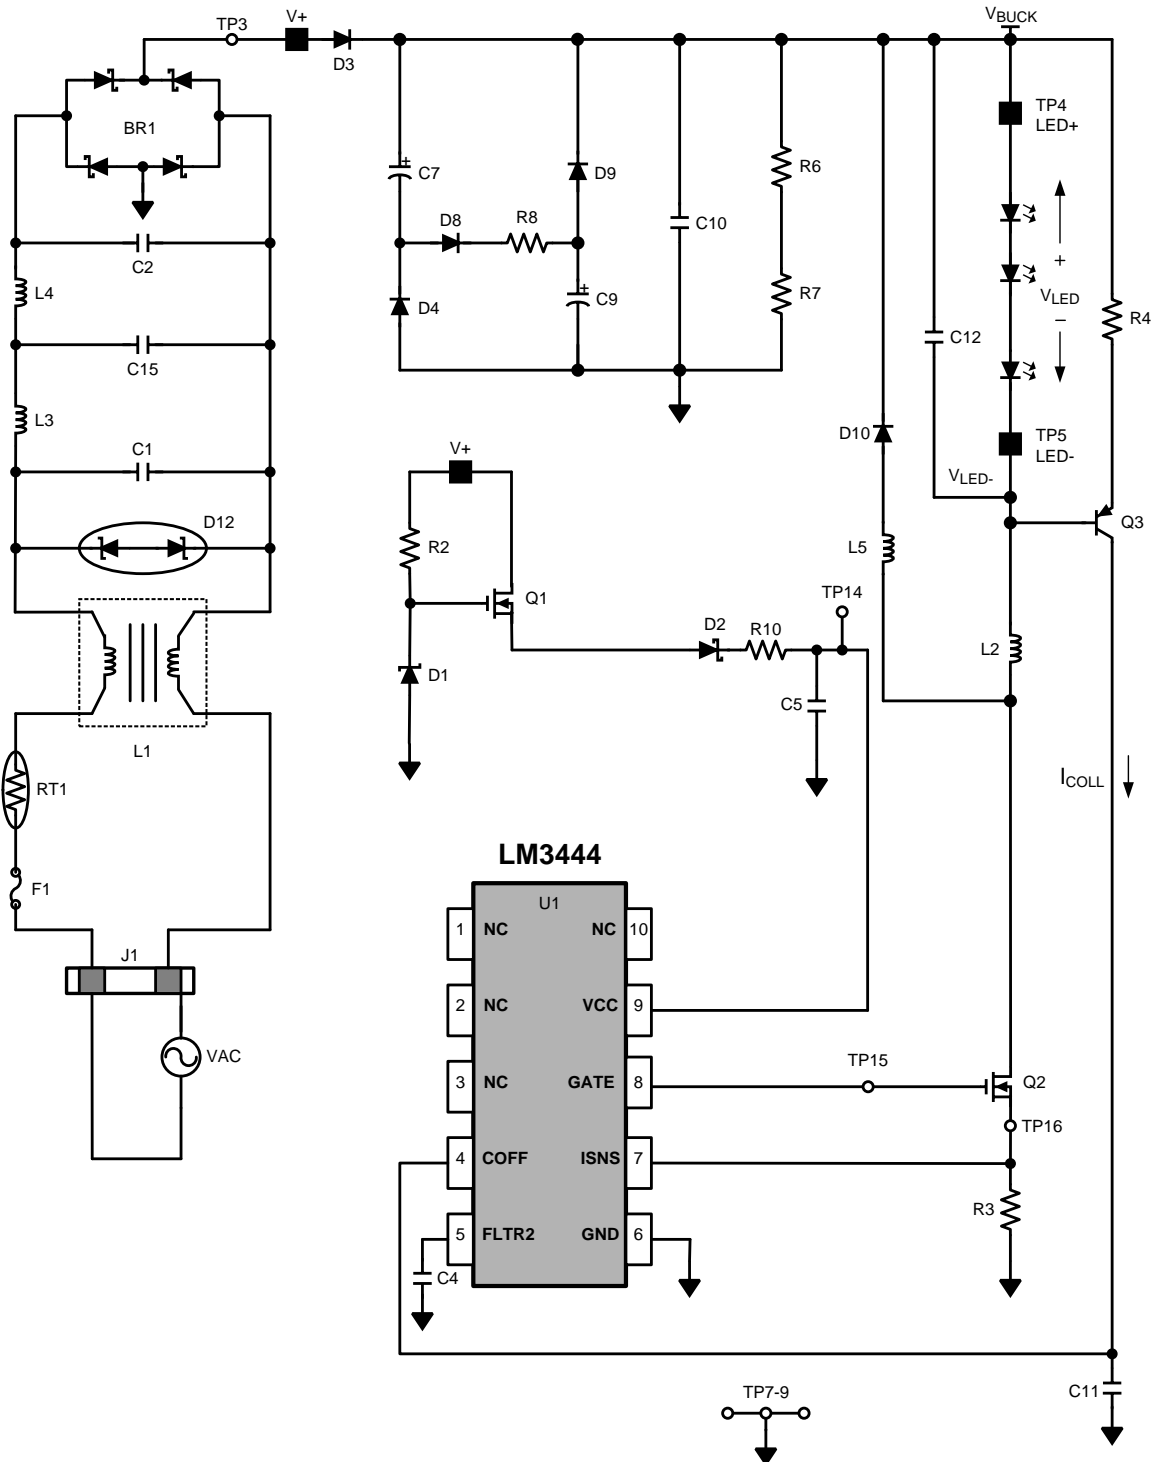 V+
TP3
D3
VBUCK
BR1
TP4
LED+
C7
D9
R6
D8
R8
C10
C2
L4
D4
C9
R7
+
VLED
–
C12
R4
C15
L3
D10
TP5
LED-
C1
V+
VLED-
D12
R2
L5
Q3
Q1
TP14
D2
R10
D1
C5
L2
L1
ICOLL
RT1
LM3444
F1
U1
1 NC
NC 10
J1
2 NC
VCC 9
VAC
TP15
3 NC
GATE 8
Q2
TP16
4 COFF
ISNS 7
R3
5 FLTR2
GND 6
C4
C11
TP7-9
+
+